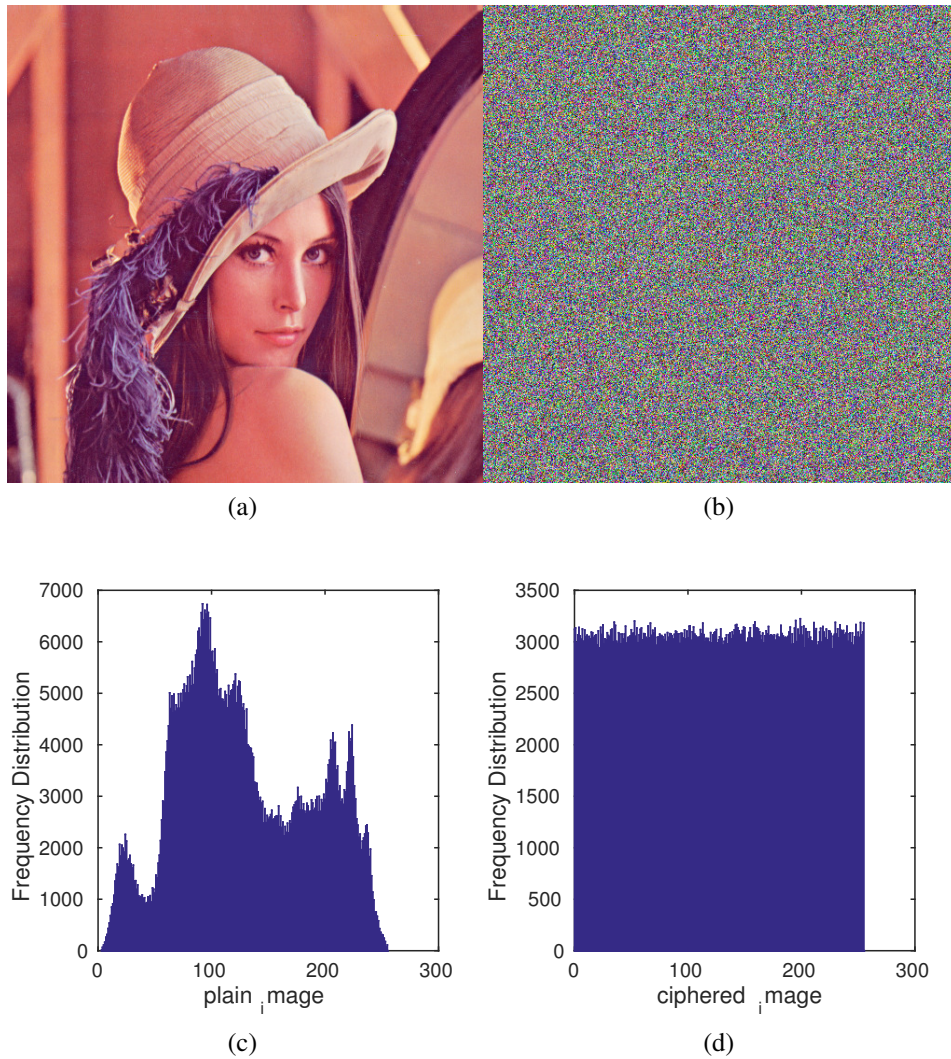 (a)
(b)
7000
6000
5000
4000
3000
2000
1000
0
Frequency Distribution
0 100 200 300
plain image
(c)
3500
3000
2500
2000
1500
1000
500
0
Frequency Distribution
0 100 200 300
ciphered image
(d)